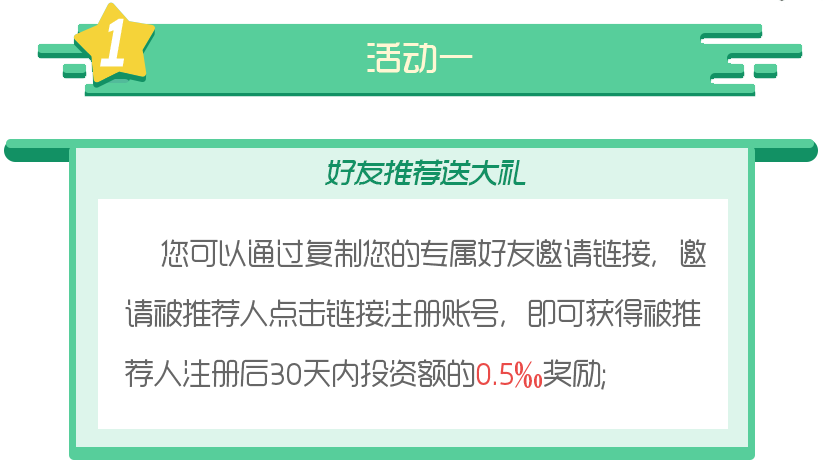 1
活动一
好友推荐送大礼
您可以通过复制您的专属好友邀请链接，邀
请被推荐人点击链接注册账号，即可获得被推
荐人注册后30天内投资额的0.5‰奖励;